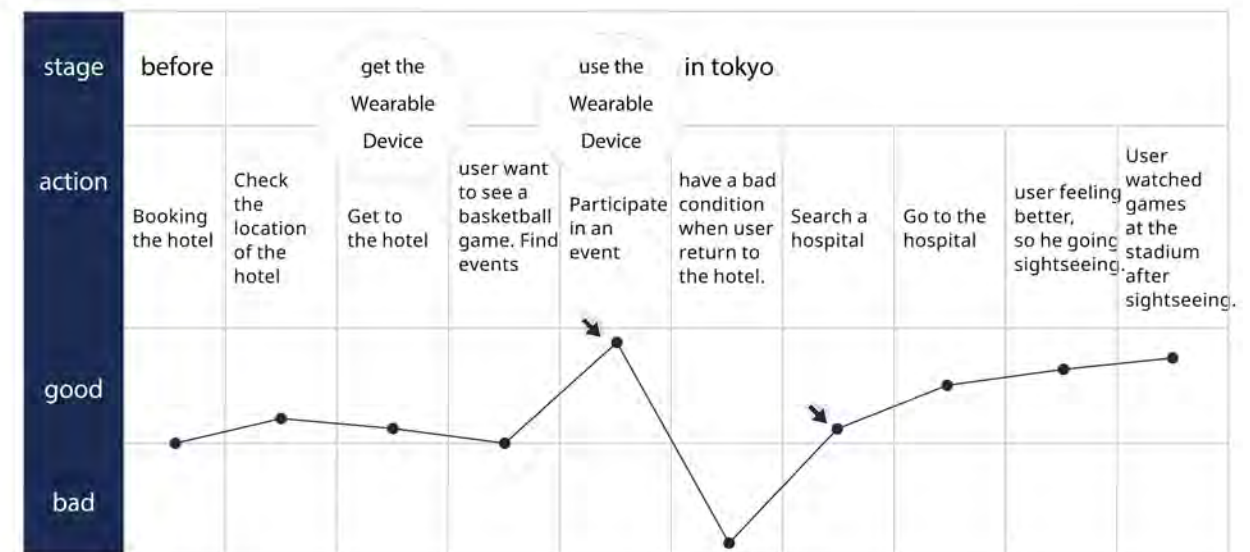 stage
before
get the
Wearable
Device
use the
Wearable
Device
in tokyo
action
Booking
the hotel
Check
the
location
of the
hotel
Get to
the hotel
user want
to see a
basketball
game. Find
events
Participate
in an
event
have a bad
condition
when user
return to
the hotel.
Search a
hospital
Go to the
hospital
user feeling
better,
so he going
sightseeing.
User
watched
games
at the
stadium
after
sightseeing.
good
bad